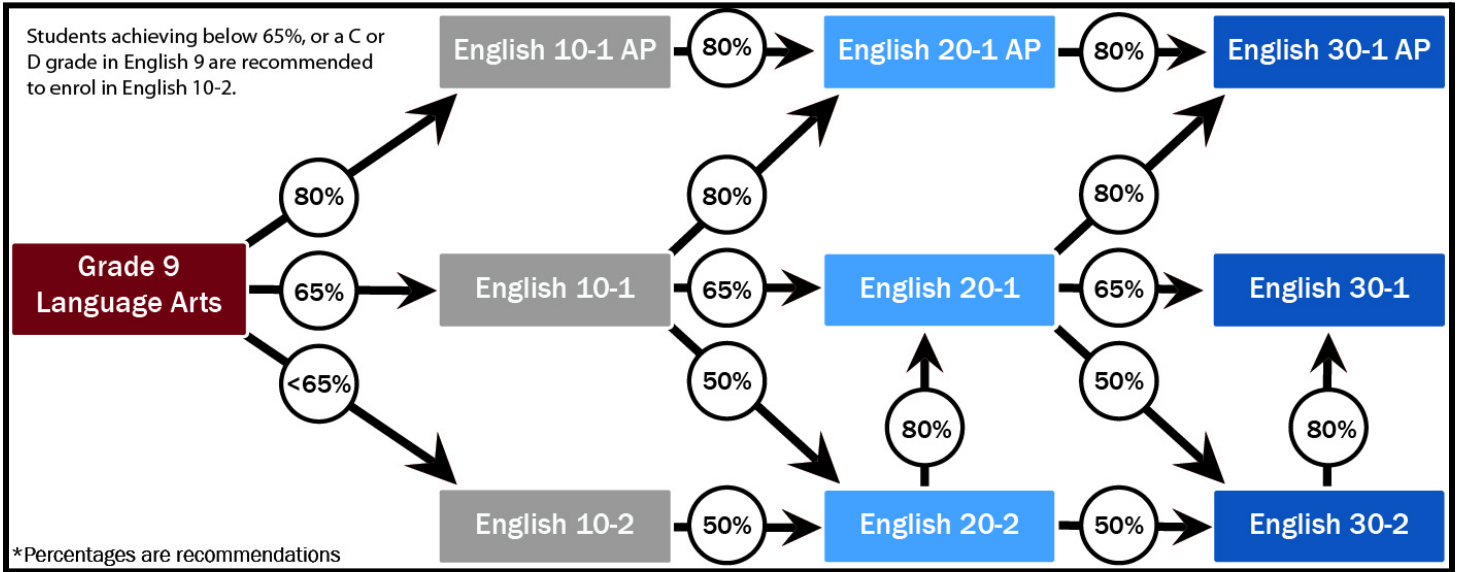 Students achieving below 65%, or a C or
D grade in English 9 are recommended
to enrol in English 10-2.
English 10-1 AP
80%
English 20-1 AP
80%
English 30-1 AP
80%
80%
80%
Grade 9
Language Arts
65%
English 10-1
65%
English 20-1
65%
English 30-1
<65%
50%
50%
80%
80%
English 10-2
50%
English 20-2
50%
English 30-2
*Percentages are recommendations